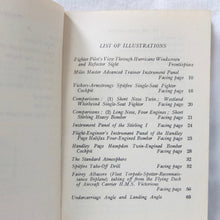 LIST OF ILLUSTRATIONS
Fighter Pilot's View Through Hurricane Windscreen
and Reflector Sight Frontispiece
Miles Master Advanced Trainer Instrument Panel
Facing page
Vickers-Armstrongs Spitfire Single-Seat Fighter
Cockpit Facing page
Comparisons: (1) Short Nose Twin: Westland
Whirlwind Single-Seat Fighter Facing page
Comparisons: (2) Long Nose, Four Engines: Short
Stirling Heavy Bomber Facing page
Instrument Panel of the Stirling I Facing page
Flight-Engineer's Instrument Panel of the Handley
Page Halifax Four-Engined Bomber Facing page
Handley Page Hampden Twin-Engined Bomber
Cockpit Facing page
The Standard Atmosphere Facing page
Spitfire Take-Off Drill Facing page
Fairey Albacore (Fleet Torpedo-Spotter-Reconnais-
sance Biplane) taking off from the Flying Deck
of Aircraft Carrier H.M.S. Victorious
Facing page
Undercarriage Angle and Landing Angle